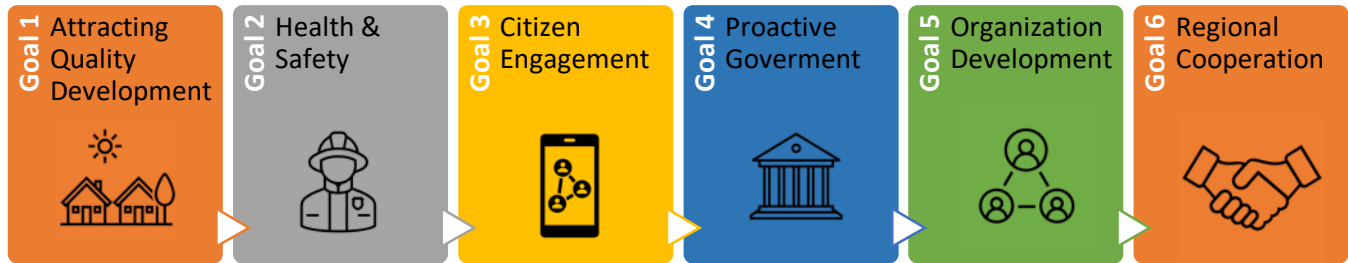 Goal 1
Attracting
Quality
Development
Goal 2
Health &
Safety
Goal 3
Citizen
Engagement
Goal 4
Proactive
Goverment
Goal 5
Organization
Development
Goal 6
Regional
Cooperation